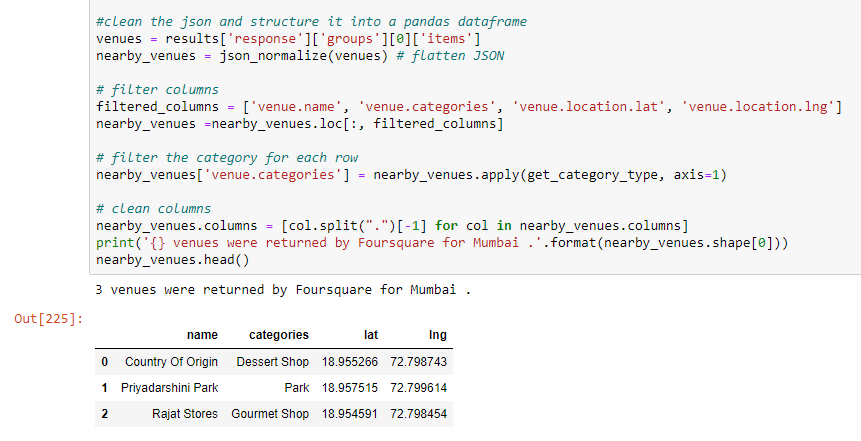 #clean the json and structure it into a pandas dataframe
venues = results['response']['groups'][0]['items']
nearby_venues = json_normalize(venues) # flatten JSON
# filter columns
filtered_columns = ['venue.name', 'venue.categories', 'venue.location.lat', 'venue.location.lng']
nearby_venues =nearby_venues.loc[:, filtered_columns]
# filter the category for each row
nearby_venues['venue.categories'] = nearby_venues.apply(get_category_type, axis=1)
# clean columns
nearby_venues.columns = [col.split(".")[-1] for col in nearby_venues.columns]
print('{} venues were returned by Foursquare for Mumbai .'.format(nearby_venues.shape[0]))
nearby_venues.head()
3 venues were returned by Foursquare for Mumbai .
Out[225]:
name categories lat lng
0 Country Of Origin Dessert Shop 18.955266 72.798743
1 Priyadarshini Park Park 18.957515 72.799614
2 Rajat Stores Gourmet Shop 18.954591 72.798454